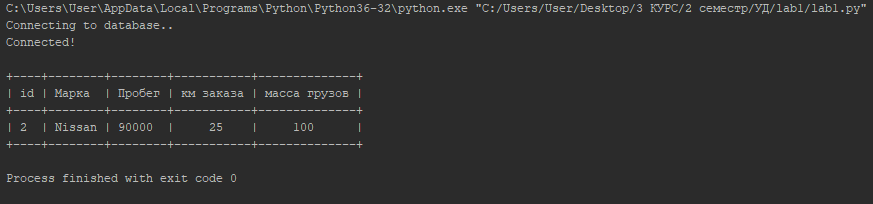 C:\Users\User\AppData\Local\Programs\Python\Python36-32\python.exe "C:/Users/User/Desktop/3 КУРС/2 семестр/УД/lab1/lab1.py"
Connecting to database..
Connected!
+----+--------+--------+-----------+--------------+
| id | Марка  | Пробег | км заказа | масса грузов |
+----+--------+--------+-----------+--------------+
| 2  | Nissan | 90000  |     25    |     100      |
+----+--------+--------+-----------+--------------+
Process finished with exit code 0